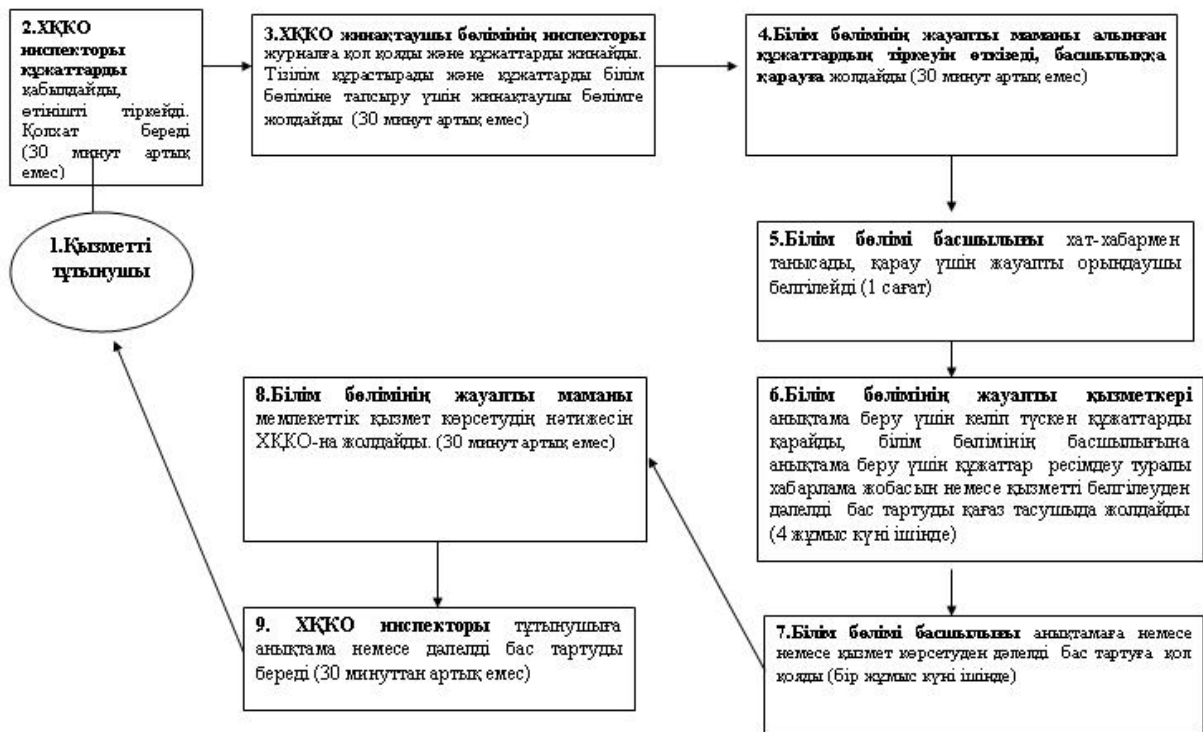 2.ХҚКО
инспекторы
құжаттарды
қабылдайды,
өтінішті тіркейді.
Қолхат береді
(30 минут артық
емес)
3.ХҚКО жинақтаушы бөлімінің инспекторы
журналға қол қояды және құжаттарды жинайды.
Тізілім құрастырады және құжаттарды білім
бөліміне тапсыру үшін жинақтаушы бөлімге
жолдайды (30 минут артық емес)
4.Білім бөлімінің жауапты маманы алынған
құжаттардың тіркеуін өткізеді, басшылыққа
қарауға жолдайды (30 минут артық емес)
1.Қызметті
тұтынушы
5.Білім бөлімі басшылығы хат-хабармен
танысады, қарау үшін жауапты орындаушы
белгілейді (1 сағат)
8.Білім бөлімінің жауапты маманы
мемлекеттік қызмет көрсетудің нәтижесін
ХҚКО-на жолдайды. (30 минут артық емес)
6.Білім бөлімінің жауапты қызметкері
анықтама беру үшін келіп түскен құжаттарды
қарайды, білім бөлімінің басшылығына
анықтама беру үшін құжаттар ресімдеу туралы
хабарлама жобасын немесе қызметті белгілеуден
дәлелді бас тартуды қағаз тасушыда жолдайды
(4 жұмыс күні ішінде)
9. ХҚКО инспекторы тұтынушыға
анықтама немесе дәлелді бас тартуды
береді (30 минуттан артық емес)
7.Білім бөлімі басшылығы анықтамаға немесе
немесе қызмет көрсетуден дәлелді бас тартуға қол
қояды (бір жұмыс күні ішінде)